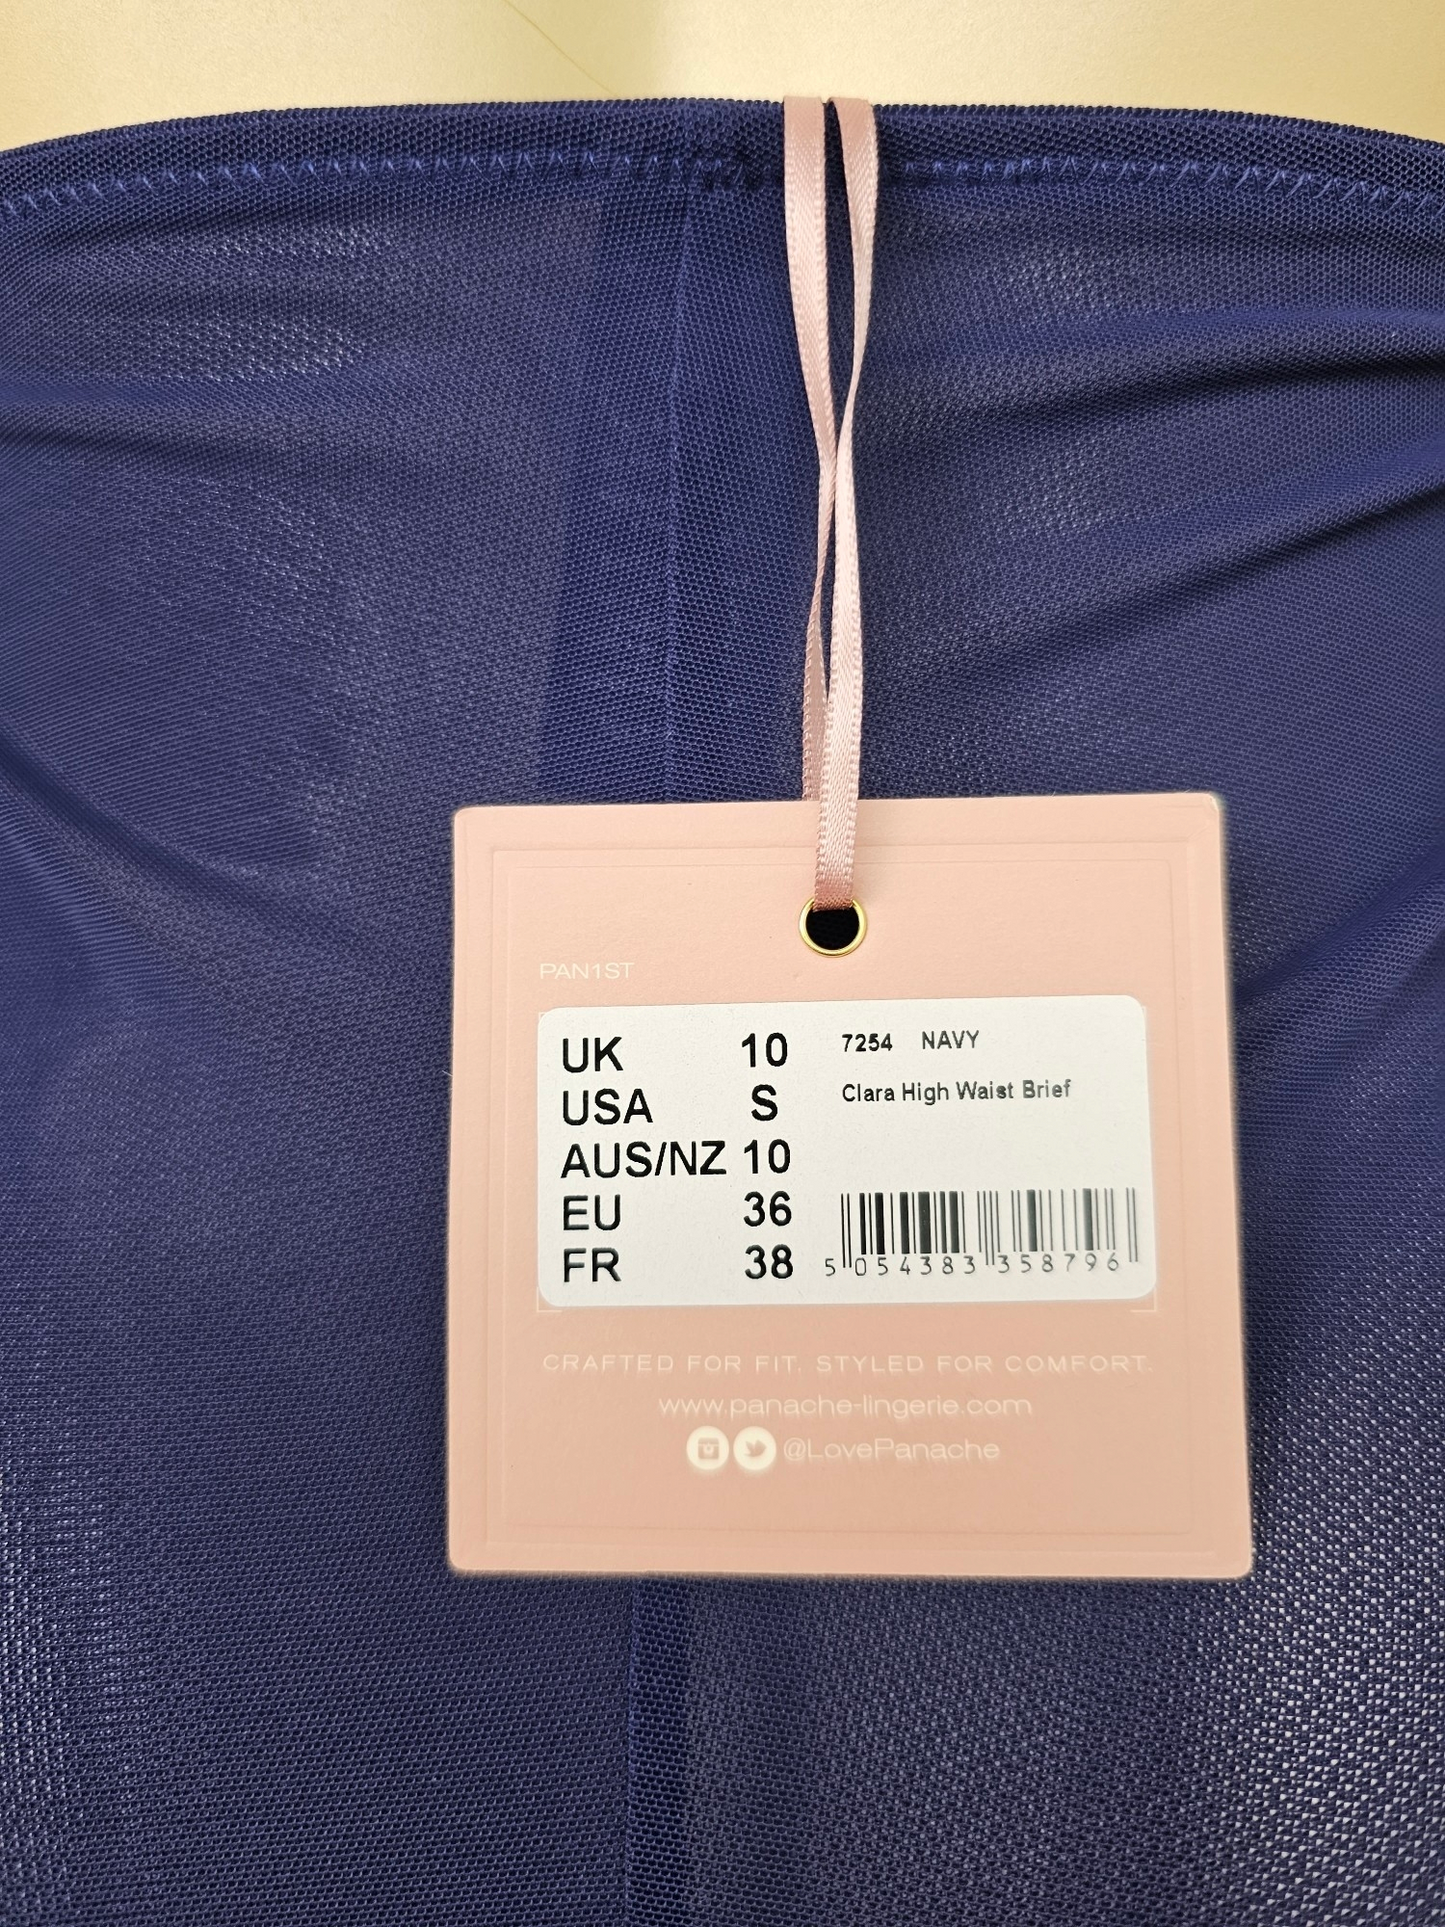 PAN1ST
UK 10
USA S
AUS/NZ 10
EU 36
FR 38
7254 NAVY
Clara High Waist Brief
5 054383 358796
CRAFTED FOR FIT. STYLED FOR COMFORT.
www.panache-lingerie.com
@LovePanache